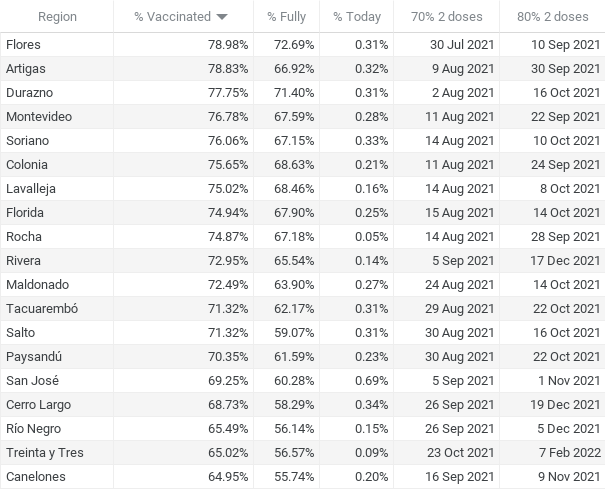 Region % Vaccinated % Fully % Today 70% 2 doses 80% 2 doses
Flores 78.98% 72.69% 0.31% 30 Jul 2021 10 Sep 2021
Artigas 78.83% 66.92% 0.32% 9 Aug 2021 30 Sep 2021
Durazno 77.75% 71.40% 0.31% 2 Aug 2021 16 Oct 2021
Montevideo 76.78% 67.59% 0.28% 11 Aug 2021 22 Sep 2021
Soriano 76.06% 67.15% 0.33% 14 Aug 2021 10 Oct 2021
Colonia 75.65% 68.63% 0.21% 11 Aug 2021 24 Sep 2021
Lavalleja 75.02% 68.46% 0.16% 14 Aug 2021 8 Oct 2021
Florida 74.94% 67.90% 0.25% 15 Aug 2021 14 Oct 2021
Rocha 74.87% 67.18% 0.05% 14 Aug 2021 28 Sep 2021
Rivera 72.95% 65.54% 0.14% 5 Sep 2021 17 Dec 2021
Maldonado 72.49% 63.90% 0.27% 24 Aug 2021 14 Oct 2021
Tacuarembó 71.32% 62.17% 0.31% 29 Aug 2021 22 Oct 2021
Salto 71.32% 59.07% 0.31% 30 Aug 2021 16 Oct 2021
Paysandú 70.35% 61.59% 0.23% 30 Aug 2021 22 Oct 2021
San José 69.25% 60.28% 0.69% 5 Sep 2021 1 Nov 2021
Cerro Largo 68.73% 58.29% 0.34% 26 Sep 2021 19 Dec 2021
Río Negro 65.49% 56.14% 0.15% 26 Sep 2021 5 Dec 2021
Treinta y Tres 65.02% 56.57% 0.09% 23 Oct 2021 7 Feb 2022
Canelones 64.95% 55.74% 0.20% 16 Sep 2021 9 Nov 2021